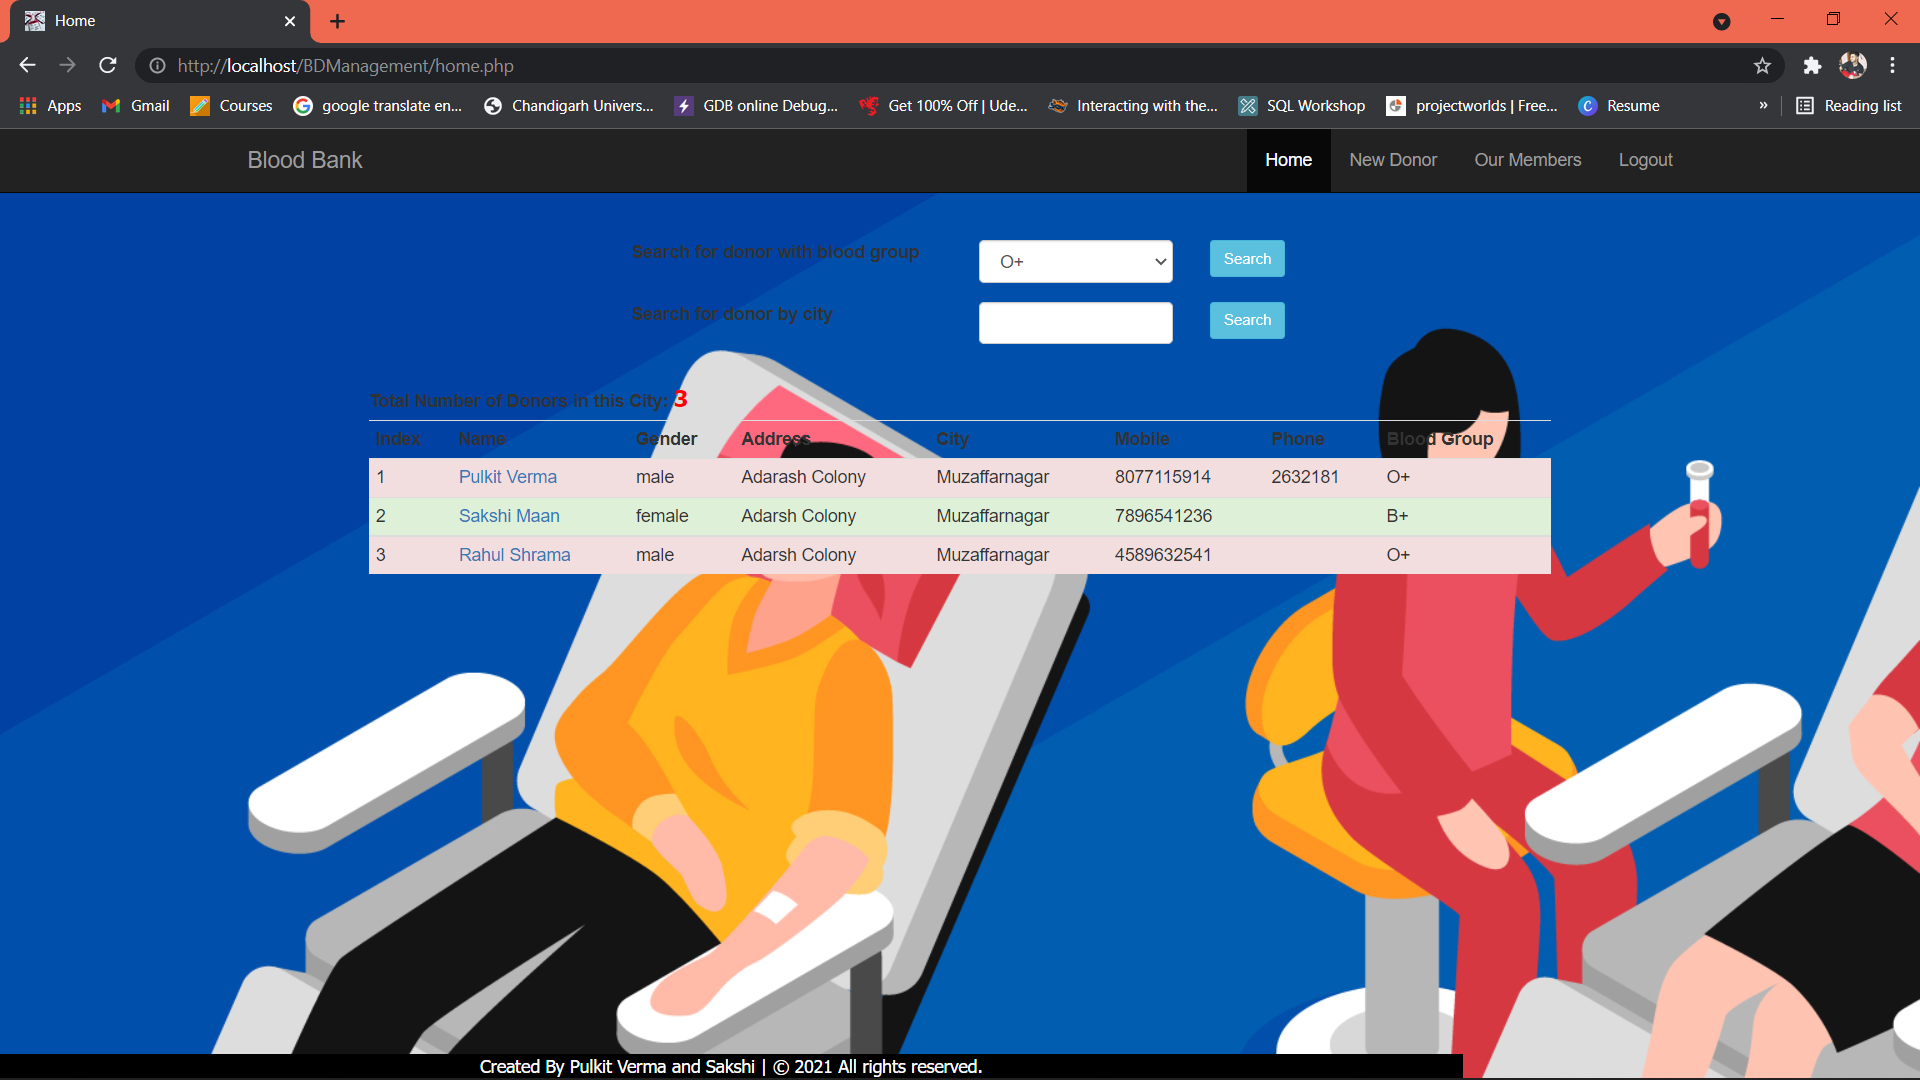 Home
http://localhost/BDManagement/home.php
Apps Gmail Courses google translate en... Chandigarh Univers... GDB online Debug... Get 100% Off | Ude... Interacting with the... SQL Workshop projectworlds | Free... Resume » Reading list
Blood Bank Home New Donor Our Members Logout
Search for donor with blood group O+ Search
Search for donor by city Search
Total Number of Donors in this City: 3
Index Name Gender Address City Mobile Phone Blood Group
1 Pulkit Verma male Adarash Colony Muzaffarnagar 8077115914 2632181 O+
2 Sakshi Maan female Adarsh Colony Muzaffarnagar 7896541236 B+
3 Rahul Shrama male Adarsh Colony Muzaffarnagar 4589632541 O+
Created By Pulkit Verma and Sakshi | © 2021 All rights reserved.